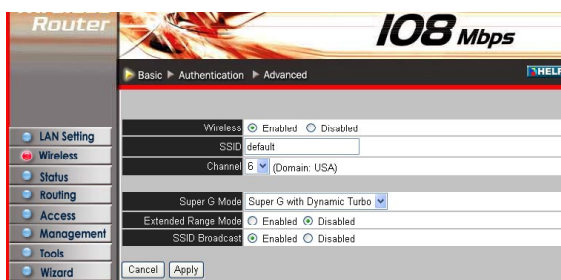 Router
108 Mbps
Basic Authentication Advanced
HELP
LAN Setting
Wireless
Status
Routing
Access
Management
Tools
Wizard
Wireless Enabled Disabled
SSID default
Channel 6 (Domain: USA)
Super G Mode Super G with Dynamic Turbo
Extended Range Mode Enabled Disabled
SSID Broadcast Enabled Disabled
Cancel Apply